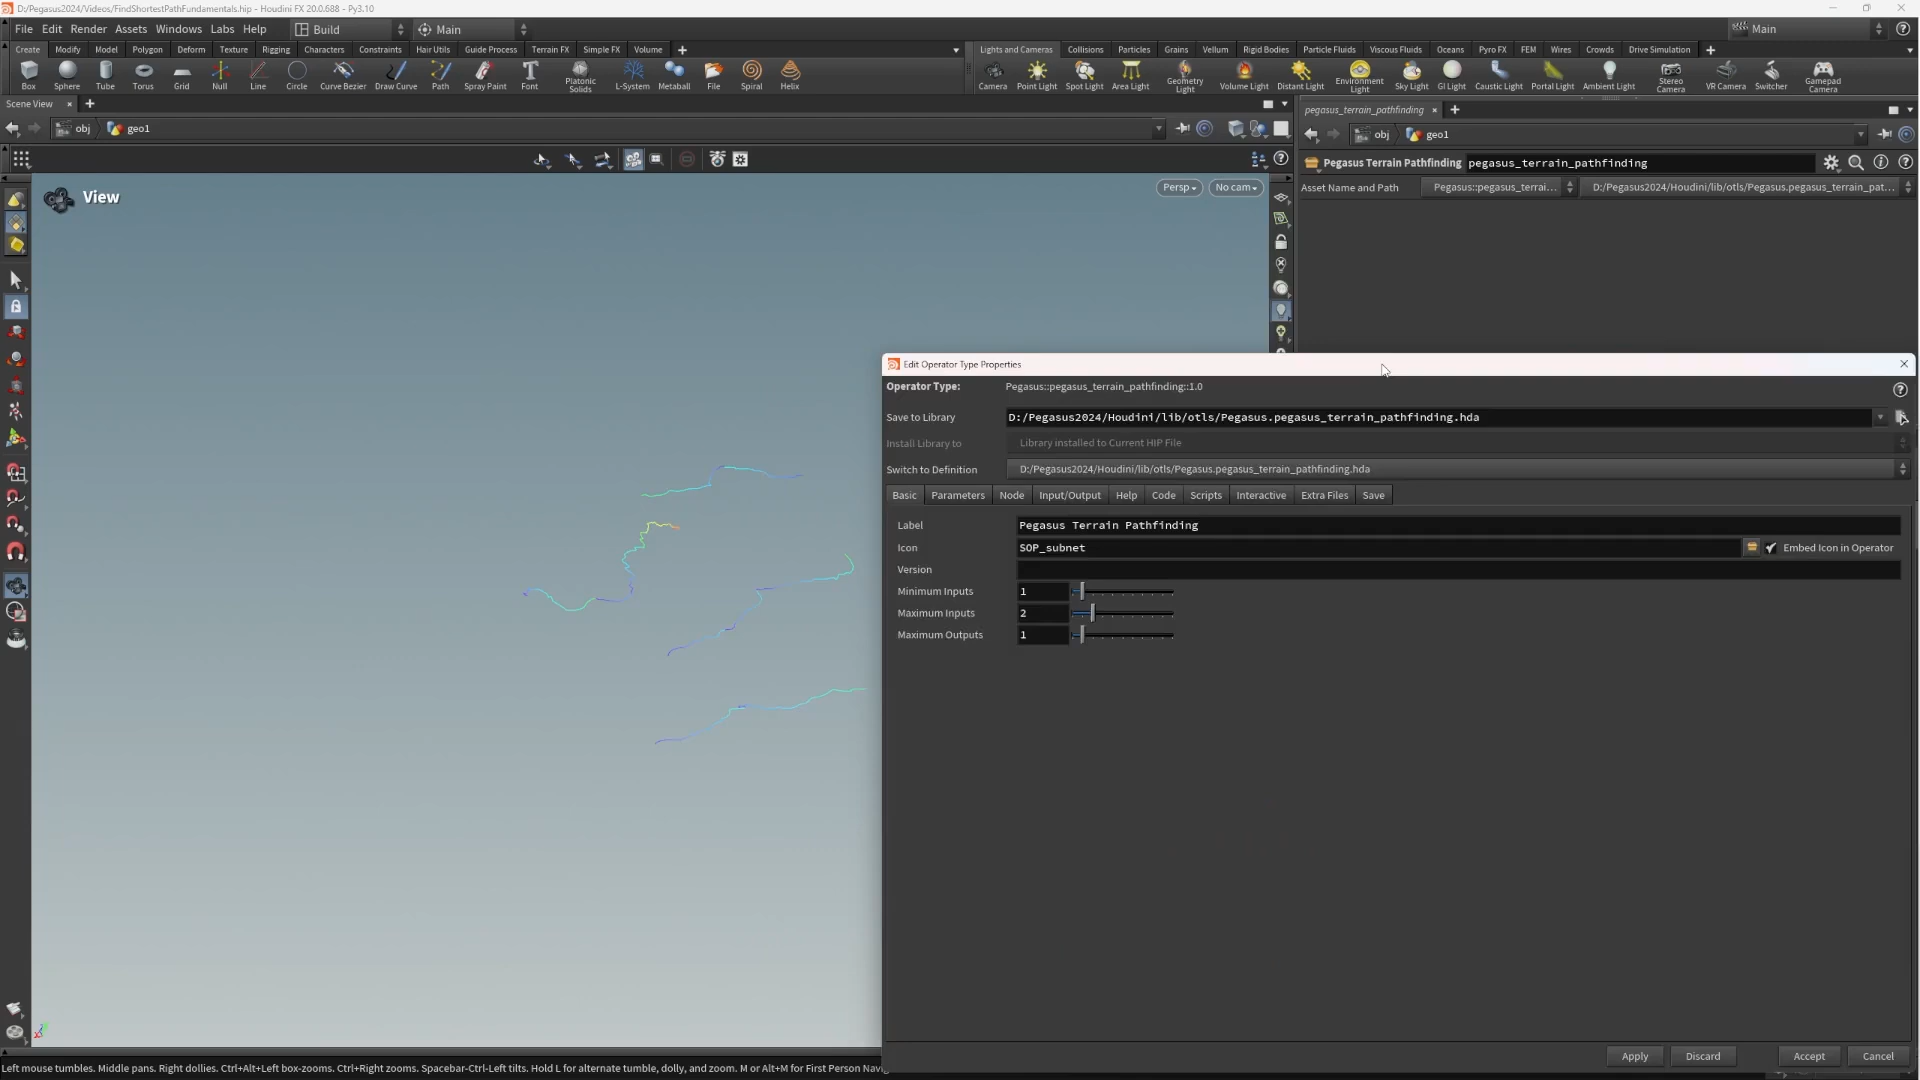 D:/Pegasus2024/Videos/FindShortestPathFundamentals.hip - Houdini FX 20.0.688 - Py3.10
File Edit Render Assets Windows Labs Help Build Main Main
Create Modify Model Polygon Deform Texture Rigging Characters Constraints Hair Utils Guide Process Terrain FX Simple FX Volume
Lights and Cameras Collisions Particles Grains Vellum Rigid Bodies Particle Fluids Viscous Fluids Oceans Pyro FX FEM Wires Crowds Drive Simulation
Box Sphere Tube Torus Grid Null Line Circle Curve Bezier Draw Curve Path Spray Paint Font Platonic Solids L-System Metaball File Spiral Helix
Camera Point Light Spot Light Area Light Geometry Light Volume Light Distant Light Environment Light Sky Light GI Light Caustic Light Portal Light Ambient Light Stereo Camera VR Camera Switcher Gamepad Camera
Scene View
pegasus_terrain_pathfinding
obj geo1
obj geo1
Pegasus Terrain Pathfinding pegasus_terrain_pathfinding
Asset Name and Path Pegasus::pegasus_terrai... D:/Pegasus2024/Houdini/lib/otls/Pegasus.pegasus_terrain_pat...
View
Persp No cam
Edit Operator Type Properties
Operator Type: Pegasus::pegasus_terrain_pathfinding::1.0
Save to Library D:/Pegasus2024/Houdini/lib/otls/Pegasus.pegasus_terrain_pathfinding.hda
Install Library to Library installed to Current HIP File
Switch to Definition D:/Pegasus2024/Houdini/lib/otls/Pegasus.pegasus_terrain_pathfinding.hda
Basic Parameters Node Input/Output Help Code Scripts Interactive Extra Files Save
Label Pegasus Terrain Pathfinding
Icon SOP_subnet Embed Icon in Operator
Version
Minimum Inputs 1
Maximum Inputs 2
Maximum Outputs 1
Apply Discard Accept Cancel
Left mouse tumbles. Middle pans. Right dollies. Ctrl+Alt+Left box-zooms. Ctrl+Right zooms. Spacebar-Ctrl-Left tilts. Hold L for alternate tumble, dolly, and zoom. M or Alt+M for First Person Navig